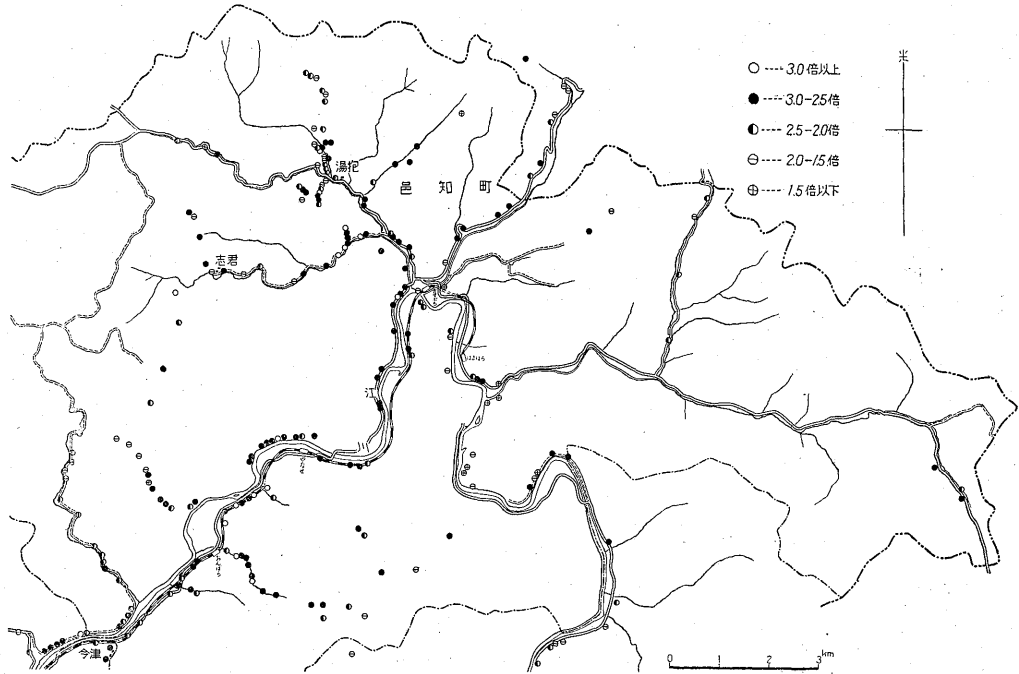 3.0倍以上
3.0-25倍
2.5-2.0倍
2.0-1.5倍
1.5倍以下
北
湯抱
邑知町
志君
江
今津
0 1 2 3 km